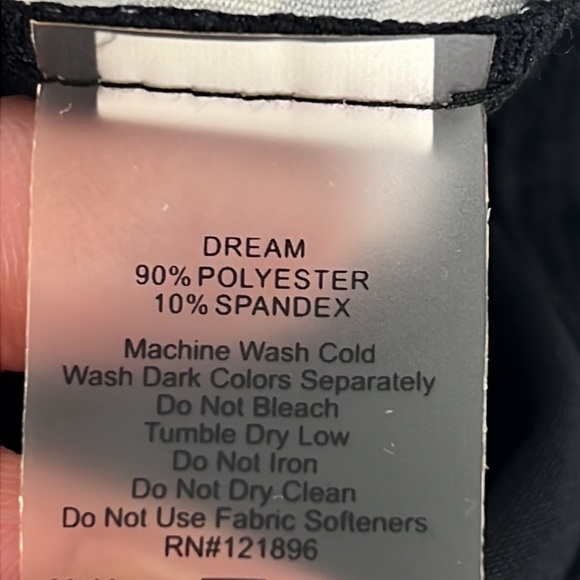 DREAM
90% POLYESTER
10% SPANDEX
Machine Wash Cold
Wash Dark Colors Separately
Do Not Bleach
Tumble Dry Low
Do Not Iron
Do Not Dry-Clean
Do Not Use Fabric Softeners
RN#121896